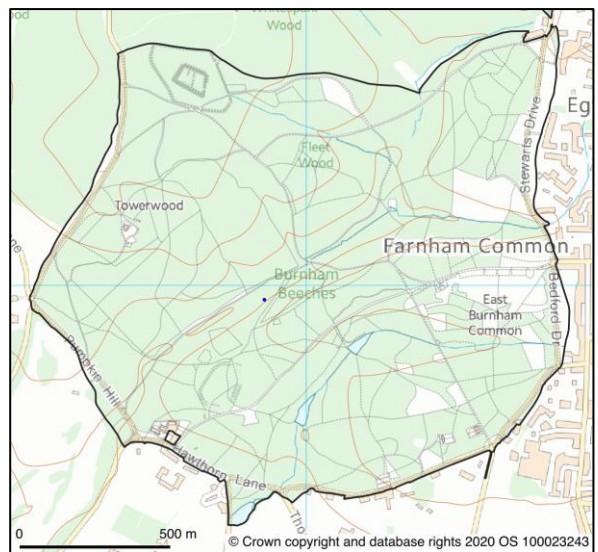 Wood
Eg
Stewarts Drive
Fleet
Wood
Towerwood
Farnham Common
Burnham
Beeches
East
Burnham
Common
Bedford Dr
Pumpkin Hill
Hawthorn Lane
Tho
0
500 m
© Crown copyright and database rights 2020 OS 100023243